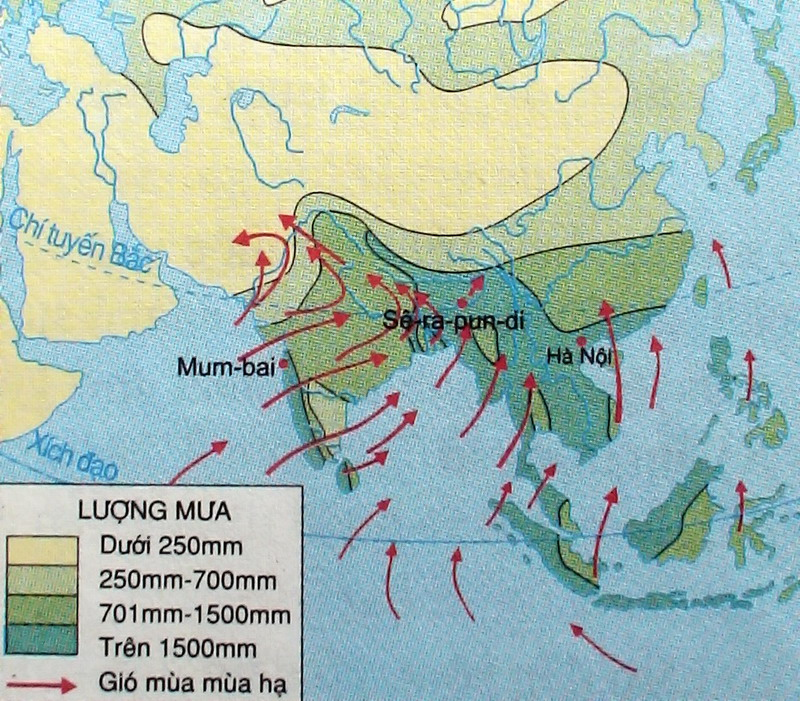 Chí tuyến Bắc
Sê-ra-pun-di
Mum-bai
Hà Nội
Xích đạo
LƯỢNG MƯA
Dưới 250mm
250mm-700mm
701mm-1500mm
Trên 1500mm
Gió mùa mùa hạ